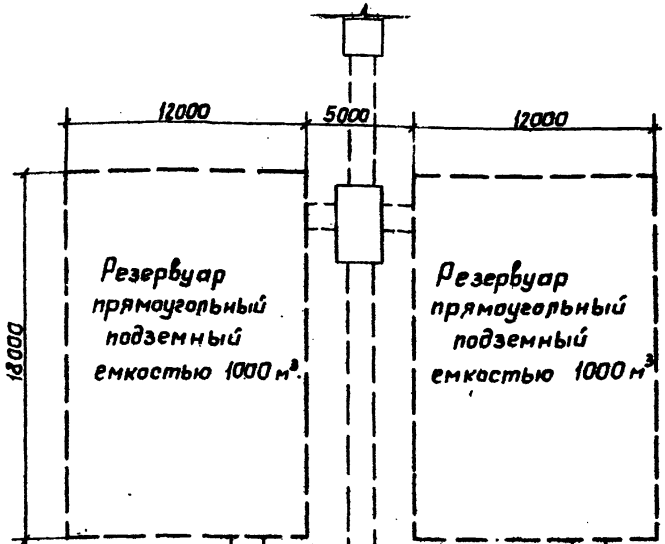 12000
5000
12000
18000
Резервуар
прямоугольный
подземный
емкостью 1000 м³.
Резервуар
прямоугольный
подземный
емкостью 1000 м³